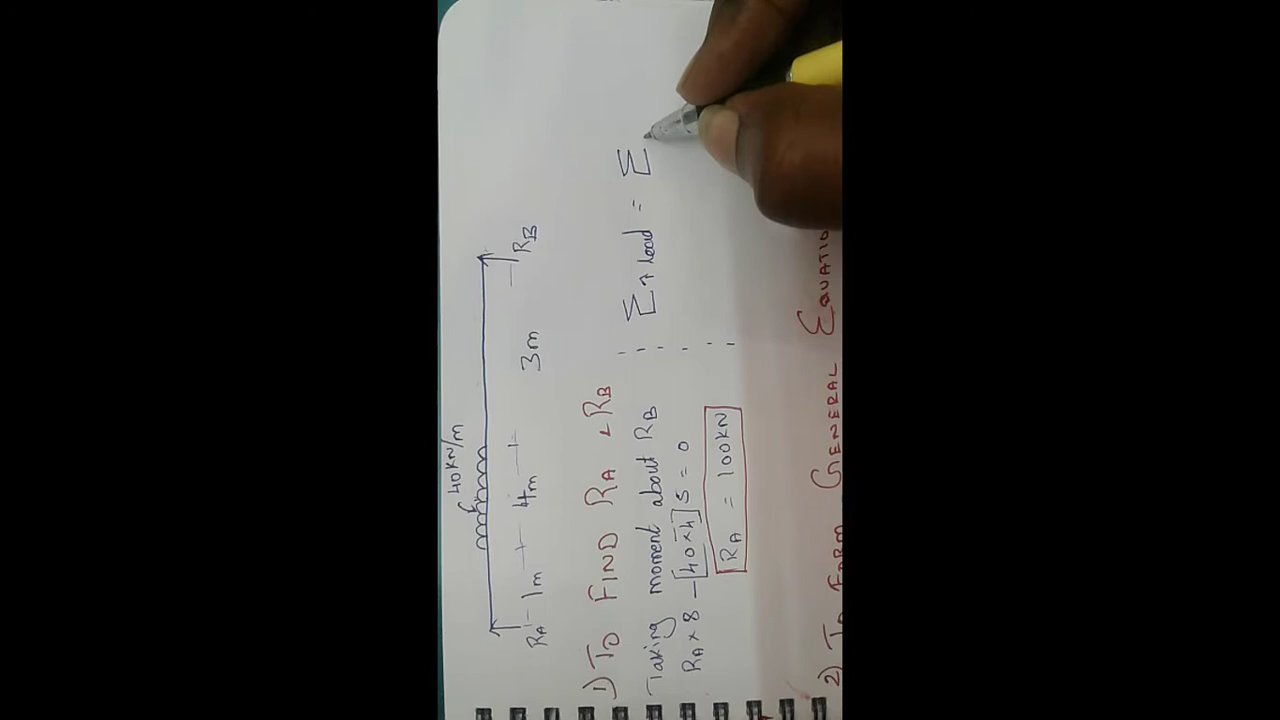 40KN/m
RA 1m 4m 3m RB
1) TO FIND RA & RB
Taking moment about RB
RA × 8 - [40×4] 5 = 0
RA = 100KN
Σ↑ load = Σ
2) TO FORM GENERAL EQUATIO